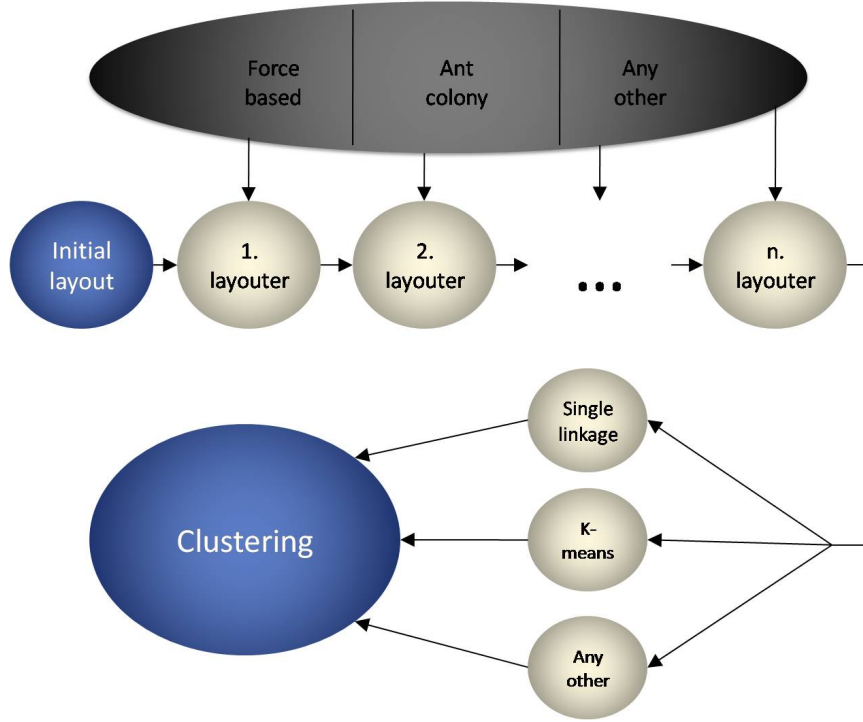 Force
based
Ant
colony
Any
other
Initial
layout
1.
layouter
2.
layouter
...
n.
layouter
Single
linkage
Clustering
K-
means
Any
other